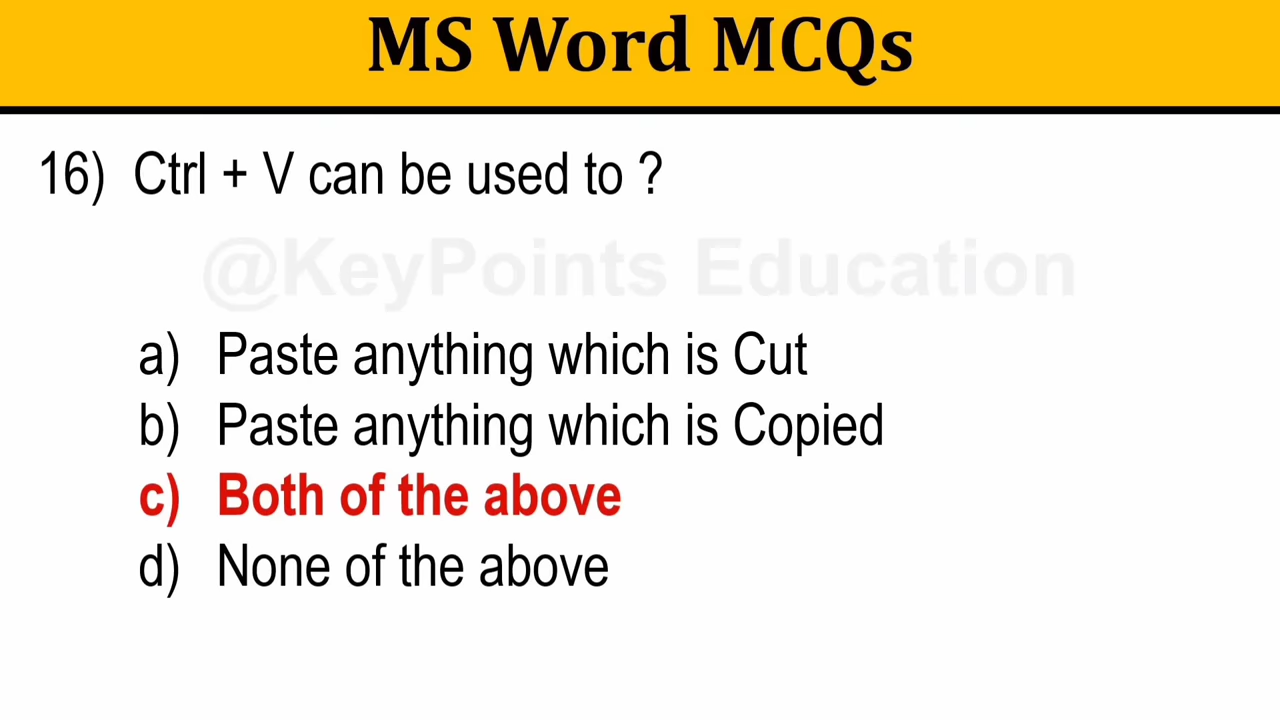 MS Word MCQs
16) Ctrl + V can be used to ?
@KeyPoints Education
a) Paste anything which is Cut
b) Paste anything which is Copied
c) Both of the above
d) None of the above